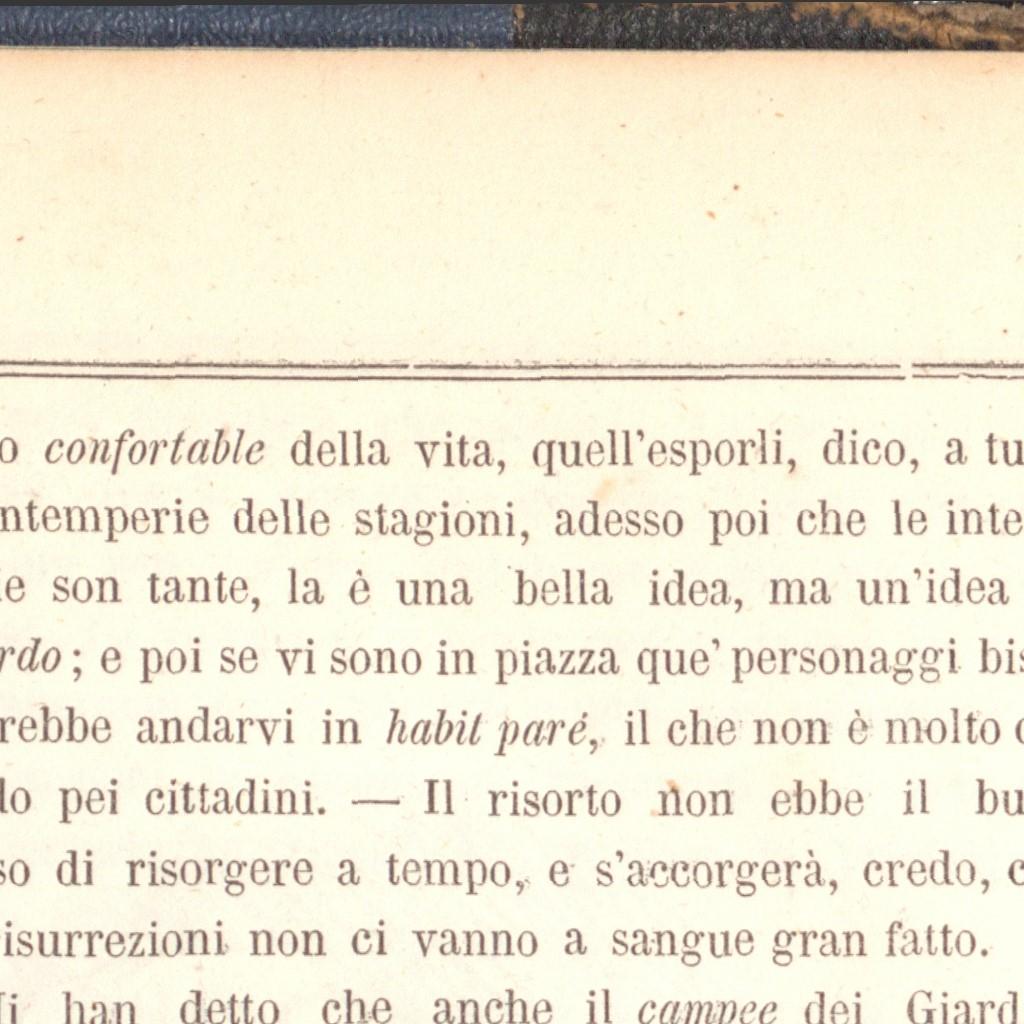 o confortable della vita, quell'esporli, dico, a tu
ntemperie delle stagioni, adesso poi che le inte
ie son tante, la è una bella idea, ma un'idea
rdo; e poi se vi sono in piazza que' personaggi bis
rebbe andarvi in habit paré, il che non è molto c
lo pei cittadini. — Il risorto non ebbe il bu
so di risorgere a tempo, e s'accorgerà, credo, c
isurrezioni non ci vanno a sangue gran fatto.
i han detto che anche il campee dei Giard